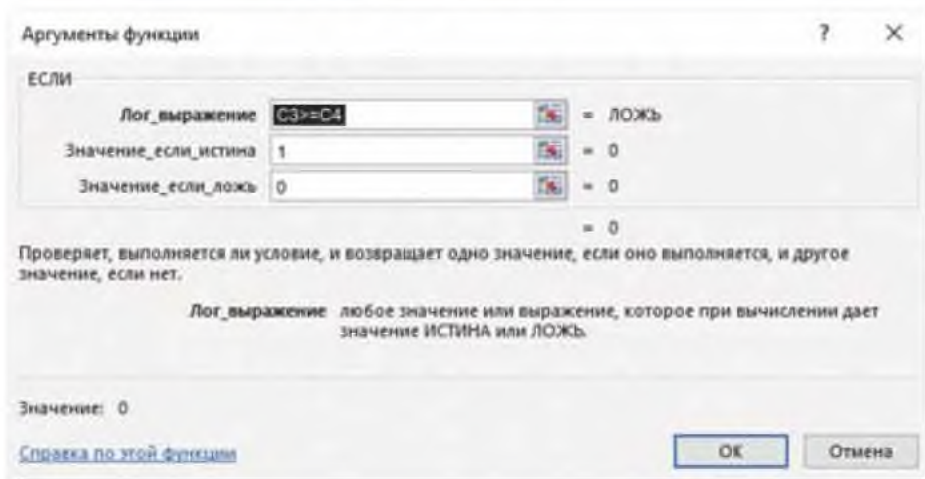 Аргументы функции ? ×
ЕСЛИ
Лог_выражение C3>=C4 = ЛОЖЬ
Значение_если_истина 1 = 0
Значение_если_ложь 0 = 0
= 0
Проверяет, выполняется ли условие, и возвращает одно значение, если оно выполняется, и другое
значение, если нет.
Лог_выражение любое значение или выражение, которое при вычислении дает
значение ИСТИНА или ЛОЖЬ.
Значение: 0
Справка по этой функции ОК Отмена